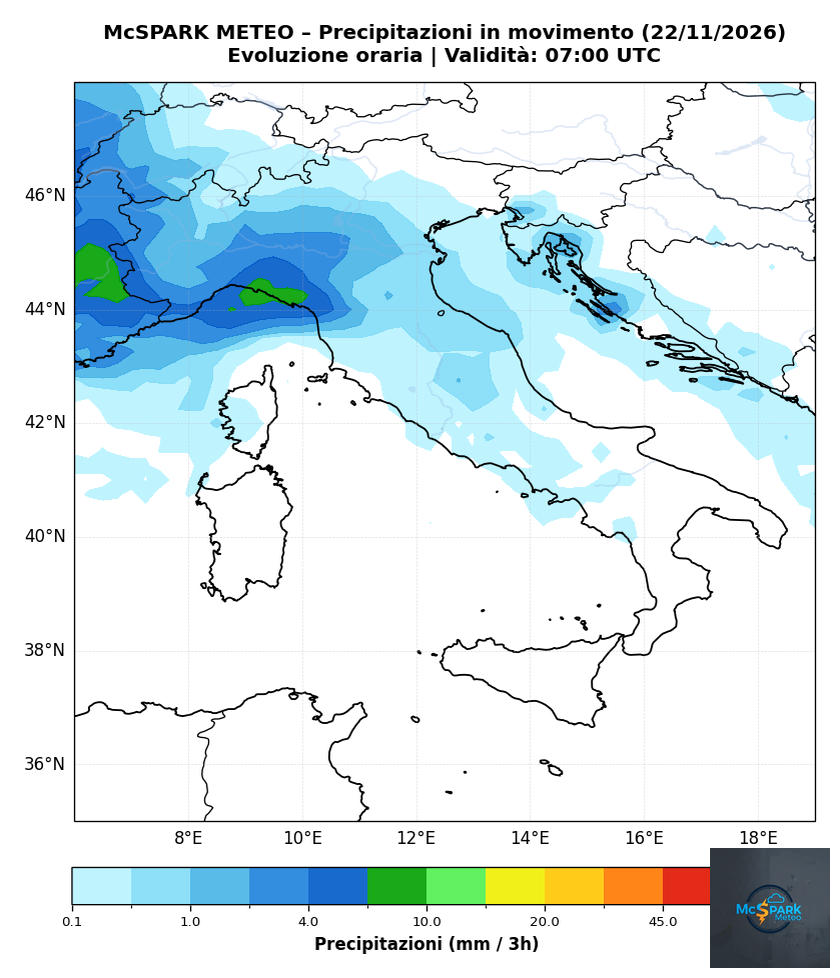 McSPARK METEO – Precipitazioni in movimento (22/11/2026)
Evoluzione oraria | Validità: 07:00 UTC
46°N
44°N
42°N
40°N
38°N
36°N
8°E 10°E 12°E 14°E 16°E 18°E
0.1 1.0 4.0 10.0 20.0 45.0
Precipitazioni (mm / 3h)
McSPARK
Meteo